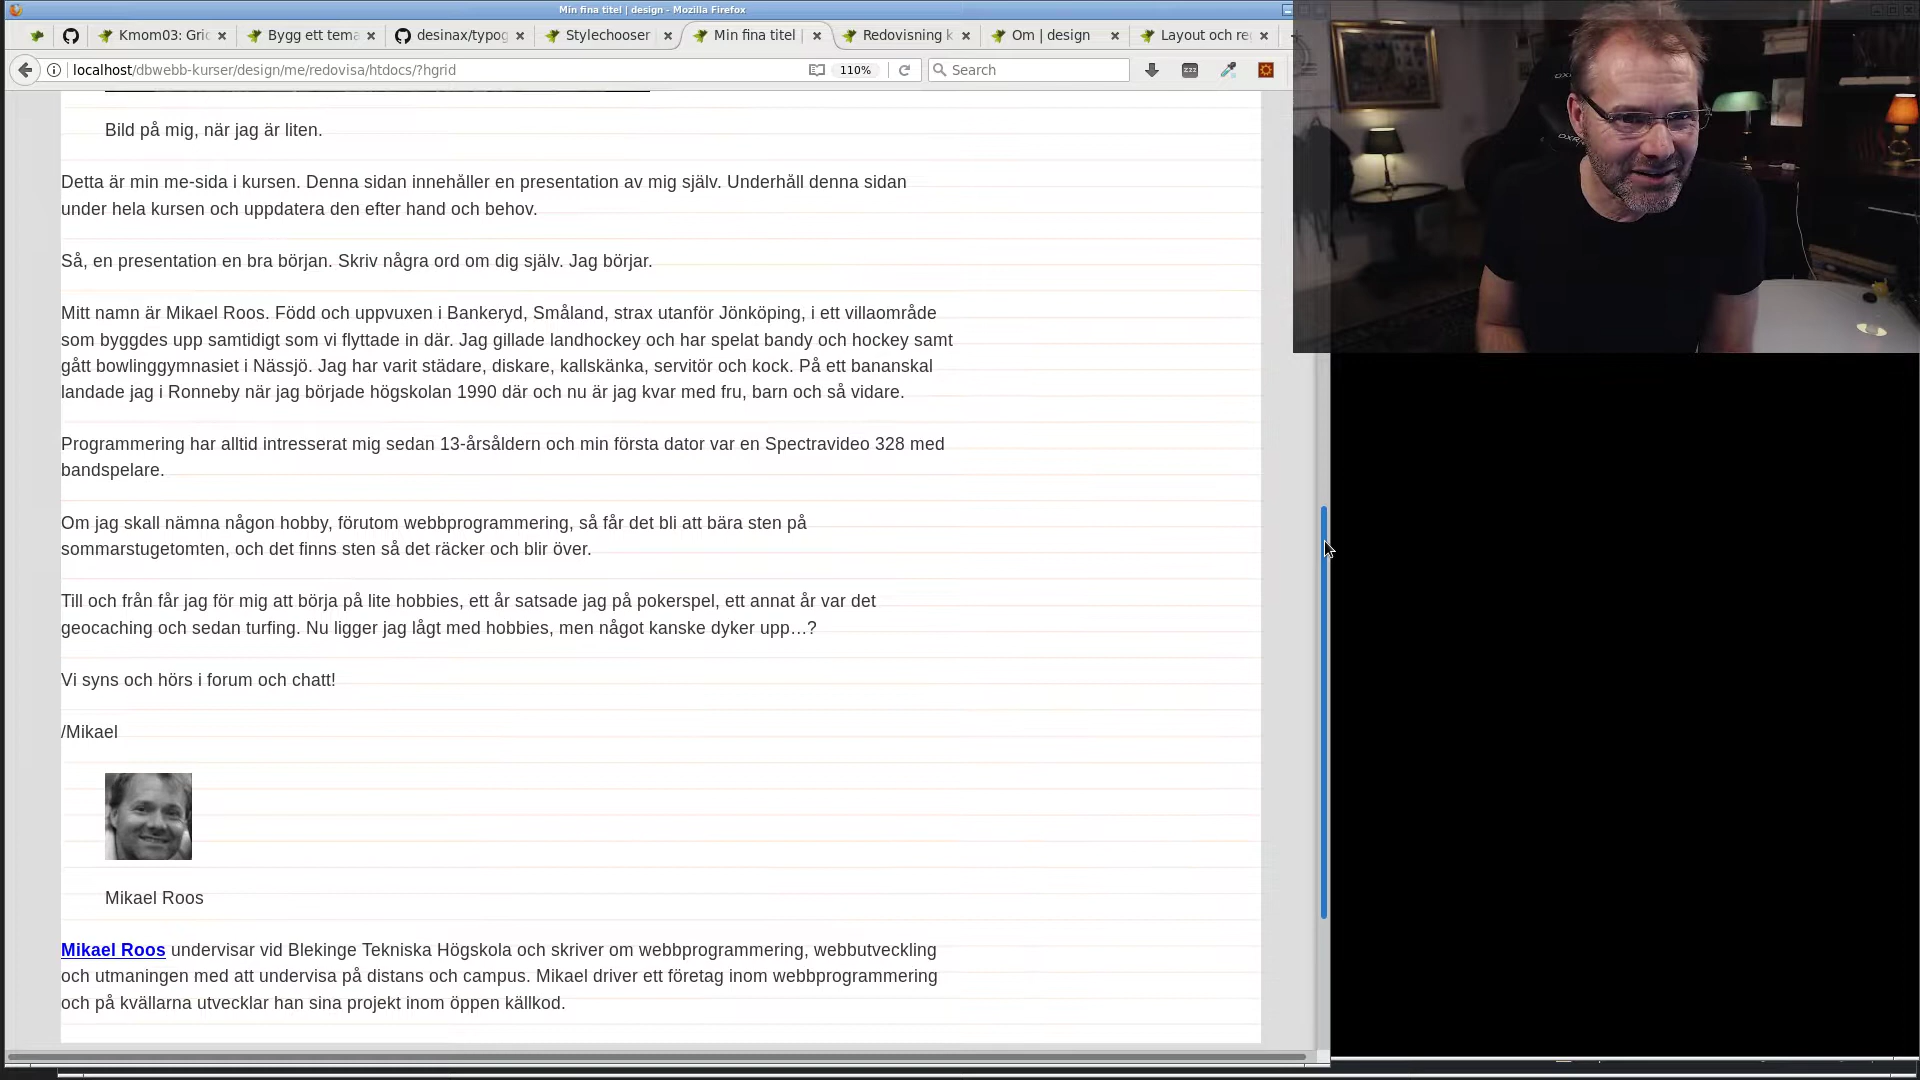 Min fina titel | design - Mozilla Firefox
Kmom03: Gric
Bygg ett tema
desinax/typog
Stylechooser
Min fina titel |
Redovisning k
Om | design
Layout och re
localhost/dbwebb-kurser/design/me/redovisa/htdocs/?hgrid
110%
Search
Bild på mig, när jag är liten.
Detta är min me-sida i kursen. Denna sidan innehåller en presentation av mig själv. Underhåll denna sidan
under hela kursen och uppdatera den efter hand och behov.
Så, en presentation en bra början. Skriv några ord om dig själv. Jag börjar.
Mitt namn är Mikael Roos. Född och uppvuxen i Bankeryd, Småland, strax utanför Jönköping, i ett villaområde
som byggdes upp samtidigt som vi flyttade in där. Jag gillade landhockey och har spelat bandy och hockey samt
gått bowlinggymnasiet i Nässjö. Jag har varit städare, diskare, kallskänka, servitör och kock. På ett bananskal
landade jag i Ronneby när jag började högskolan 1990 där och nu är jag kvar med fru, barn och så vidare.
Programmering har alltid intresserat mig sedan 13-årsåldern och min första dator var en Spectravideo 328 med
bandspelare.
Om jag skall nämna någon hobby, förutom webbprogrammering, så får det bli att bära sten på
sommarstugetomten, och det finns sten så det räcker och blir över.
Till och från får jag för mig att börja på lite hobbies, ett år satsade jag på pokerspel, ett annat år var det
geocaching och sedan turfing. Nu ligger jag lågt med hobbies, men något kanske dyker upp…?
Vi syns och hörs i forum och chatt!
/Mikael
Mikael Roos
Mikael Roos undervisar vid Blekinge Tekniska Högskola och skriver om webbprogrammering, webbutveckling
och utmaningen med att undervisa på distans och campus. Mikael driver ett företag inom webbprogrammering
och på kvällarna utvecklar han sina projekt inom öppen källkod.